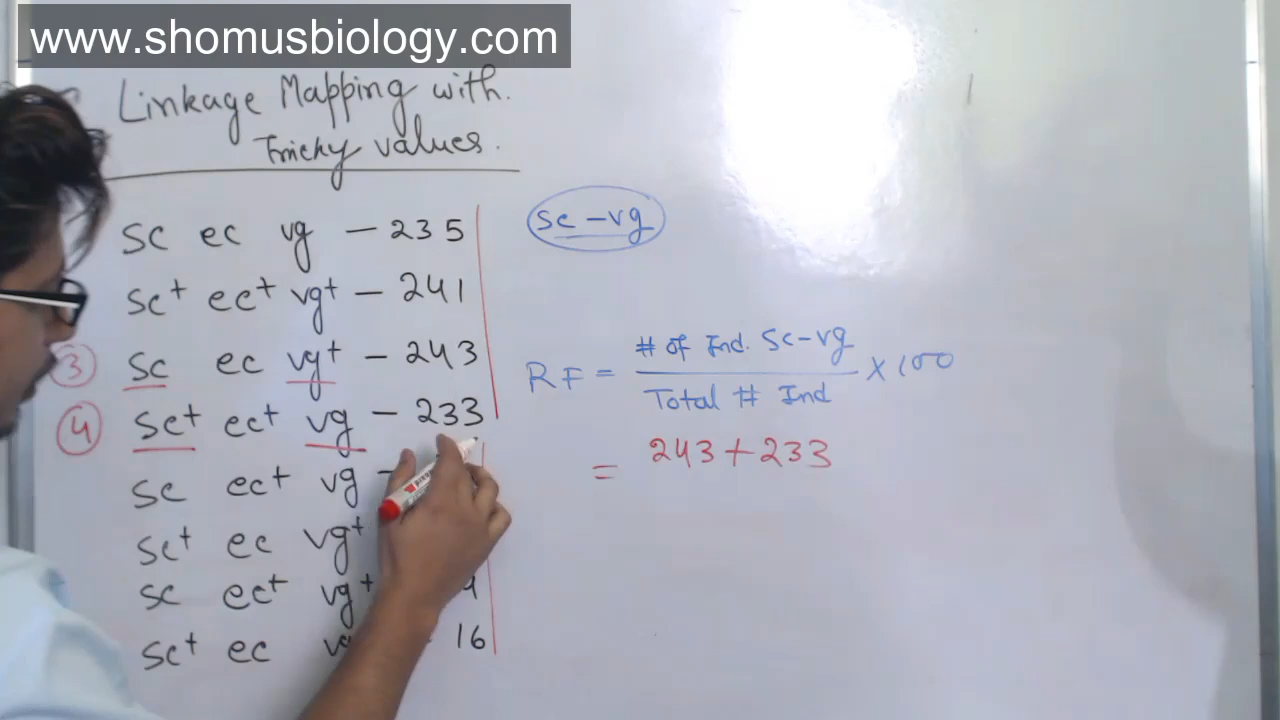 www.shomusbiology.com
Linkage Mapping with
Tricky values.
sc ec vg - 235
sc+ ec+ vg+ - 241
3 sc ec vg+ - 243
4 sc+ ec+ vg - 233
sc ec+ vg -
sc+ ec vg+
sc ec+ vg+
sc+ ec - 16
sc - vg
RF = # of Ind. Sc-vg
Total # Ind × 100
= 243 + 233